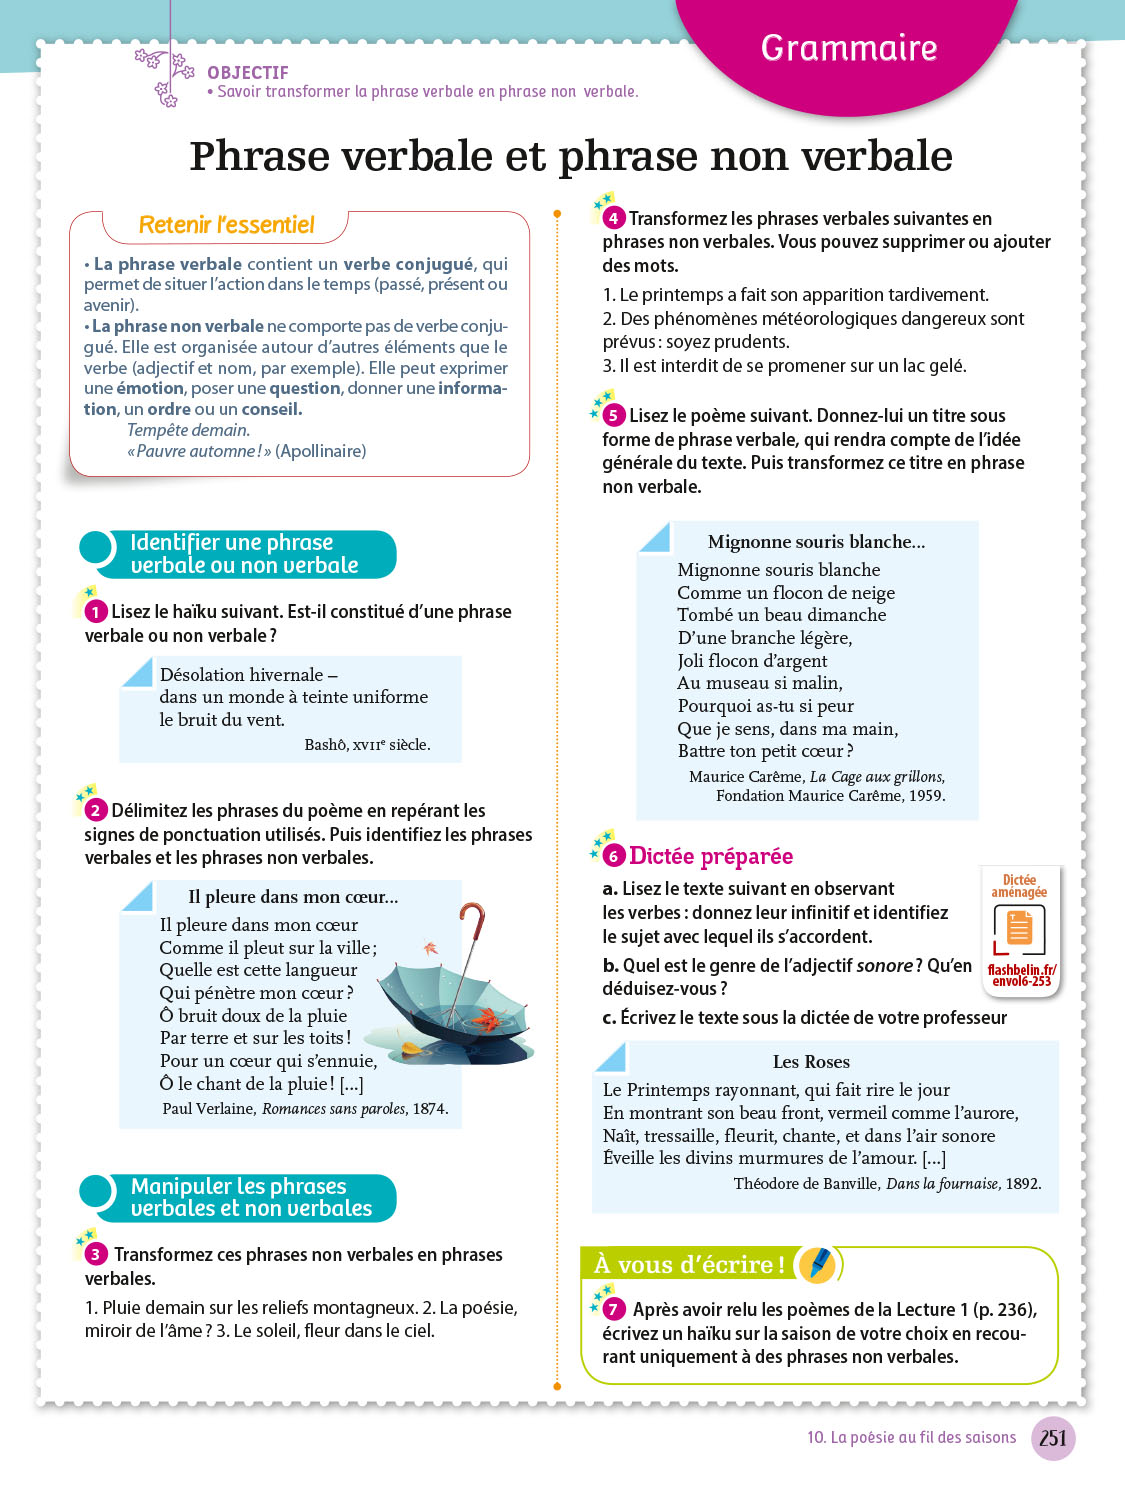 Grammaire
OBJECTIF
• Savoir transformer la phrase verbale en phrase non verbale.
Phrase verbale et phrase non verbale
Retenir l'essentiel
• La phrase verbale contient un verbe conjugué, qui
permet de situer l'action dans le temps (passé, présent ou
avenir).
• La phrase non verbale ne comporte pas de verbe conju-
gué. Elle est organisée autour d'autres éléments que le
verbe (adjectif et nom, par exemple). Elle peut exprimer
une émotion, poser une question, donner une informa-
tion, un ordre ou un conseil.
Tempête demain.
« Pauvre automne ! » (Apollinaire)
Identifier une phrase
verbale ou non verbale
1 Lisez le haïku suivant. Est-il constitué d'une phrase
verbale ou non verbale ?
Désolation hivernale –
dans un monde à teinte uniforme
le bruit du vent.
Bashô, XVIIe siècle.
2 Délimitez les phrases du poème en repérant les
signes de ponctuation utilisés. Puis identifiez les phrases
verbales et les phrases non verbales.
Il pleure dans mon cœur...
Il pleure dans mon cœur
Comme il pleut sur la ville ;
Quelle est cette langueur
Qui pénètre mon cœur ?
Ô bruit doux de la pluie
Par terre et sur les toits !
Pour un cœur qui s'ennuie,
Ô le chant de la pluie ! [...]
Paul Verlaine, Romances sans paroles, 1874.
Manipuler les phrases
verbales et non verbales
3 Transformez ces phrases non verbales en phrases
verbales.
1. Pluie demain sur les reliefs montagneux. 2. La poésie,
miroir de l'âme ? 3. Le soleil, fleur dans le ciel.
4 Transformez les phrases verbales suivantes en
phrases non verbales. Vous pouvez supprimer ou ajouter
des mots.
1. Le printemps a fait son apparition tardivement.
2. Des phénomènes météorologiques dangereux sont
prévus : soyez prudents.
3. Il est interdit de se promener sur un lac gelé.
5 Lisez le poème suivant. Donnez-lui un titre sous
forme de phrase verbale, qui rendra compte de l'idée
générale du texte. Puis transformez ce titre en phrase
non verbale.
Mignonne souris blanche...
Mignonne souris blanche
Comme un flocon de neige
Tombé un beau dimanche
D'une branche légère,
Joli flocon d'argent
Au museau si malin,
Pourquoi as-tu si peur
Que je sens, dans ma main,
Battre ton petit cœur ?
Maurice Carême, La Cage aux grillons,
Fondation Maurice Carême, 1959.
6 Dictée préparée
a. Lisez le texte suivant en observant
les verbes : donnez leur infinitif et identifiez
le sujet avec lequel ils s'accordent.
b. Quel est le genre de l'adjectif sonore ? Qu'en
déduisez-vous ?
c. Écrivez le texte sous la dictée de votre professeur
Dictée
aménagée
flashbelin.fr/
envol6-253
Les Roses
Le Printemps rayonnant, qui fait rire le jour
En montrant son beau front, vermeil comme l'aurore,
Naît, tressaille, fleurit, chante, et dans l'air sonore
Éveille les divins murmures de l'amour. [...]
Théodore de Banville, Dans la fournaise, 1892.
À vous d'écrire !
7 Après avoir relu les poèmes de la Lecture 1 (p. 236),
écrivez un haïku sur la saison de votre choix en recou-
rant uniquement à des phrases non verbales.
10. La poésie au fil des saisons 251